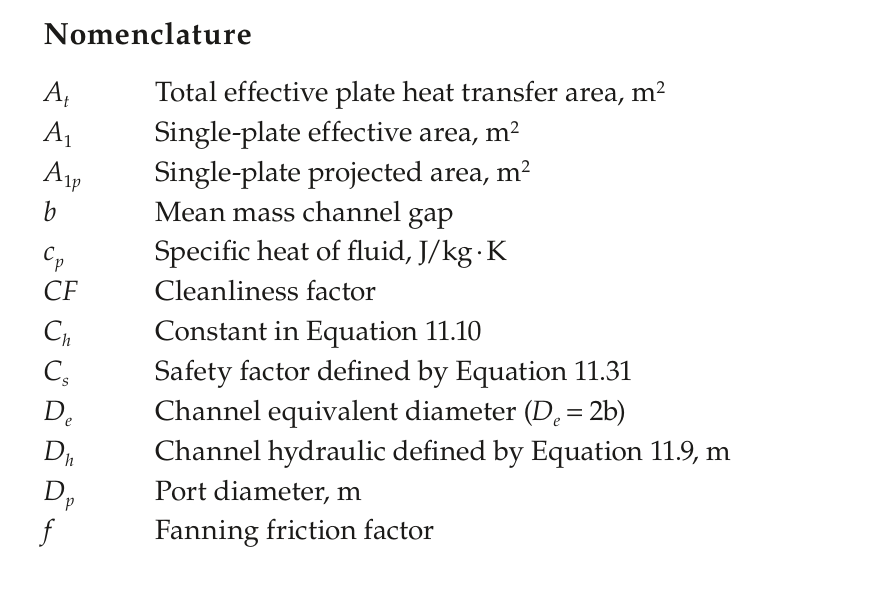 Nomenclature
A_t Total effective plate heat transfer area, m²
A_1 Single-plate effective area, m²
A_1p Single-plate projected area, m²
b Mean mass channel gap
c_p Specific heat of fluid, J/kg·K
CF Cleanliness factor
C_h Constant in Equation 11.10
C_s Safety factor defined by Equation 11.31
D_e Channel equivalent diameter (D_e = 2b)
D_h Channel hydraulic defined by Equation 11.9, m
D_p Port diameter, m
f Fanning friction factor